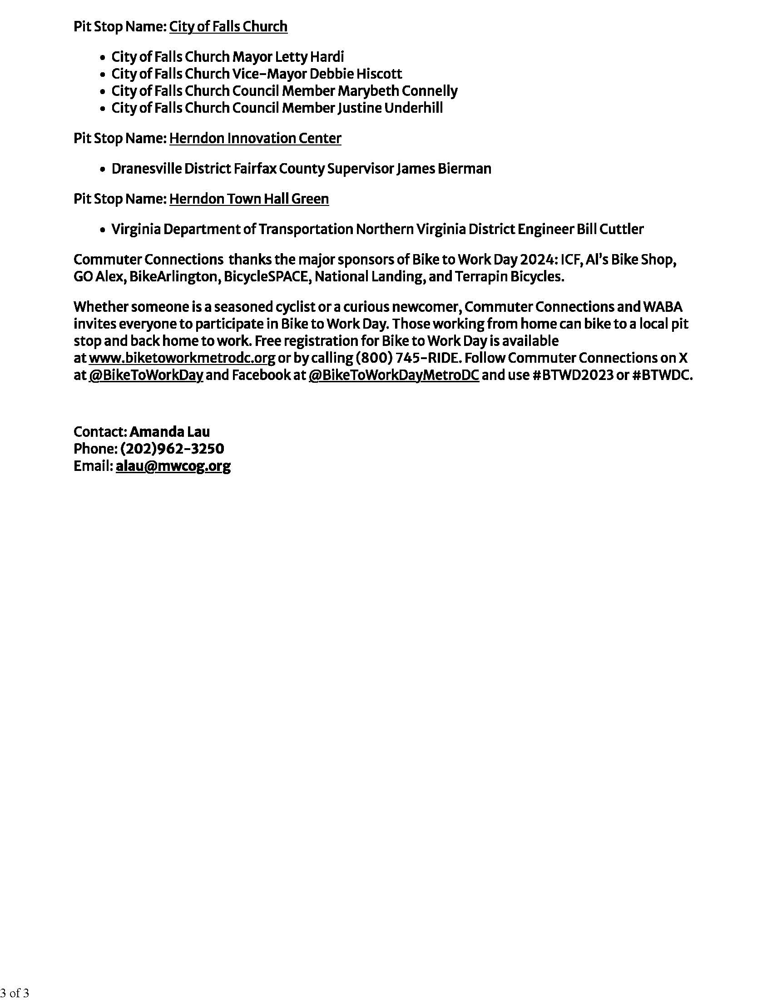 Pit Stop Name: City of Falls Church
• City of Falls Church Mayor Letty Hardi
• City of Falls Church Vice-Mayor Debbie Hiscott
• City of Falls Church Council Member Marybeth Connelly
• City of Falls Church Council Member Justine Underhill
Pit Stop Name: Herndon Innovation Center
• Dranesville District Fairfax County Supervisor James Bierman
Pit Stop Name: Herndon Town Hall Green
• Virginia Department of Transportation Northern Virginia District Engineer Bill Cuttler
Commuter Connections thanks the major sponsors of Bike to Work Day 2024: ICF, Al’s Bike Shop,
GO Alex, BikeArlington, BicycleSPACE, National Landing, and Terrapin Bicycles.
Whether someone is a seasoned cyclist or a curious newcomer, Commuter Connections and WABA
invites everyone to participate in Bike to Work Day. Those working from home can bike to a local pit
stop and back home to work. Free registration for Bike to Work Day is available
at www.biketoworkmetrodc.org or by calling (800) 745-RIDE. Follow Commuter Connections on X
at @BikeToWorkDay and Facebook at @BikeToWorkDayMetroDC and use #BTWD2023 or #BTWDC.
Contact: Amanda Lau
Phone: (202)962-3250
Email: alau@mwcog.org
3 of 3